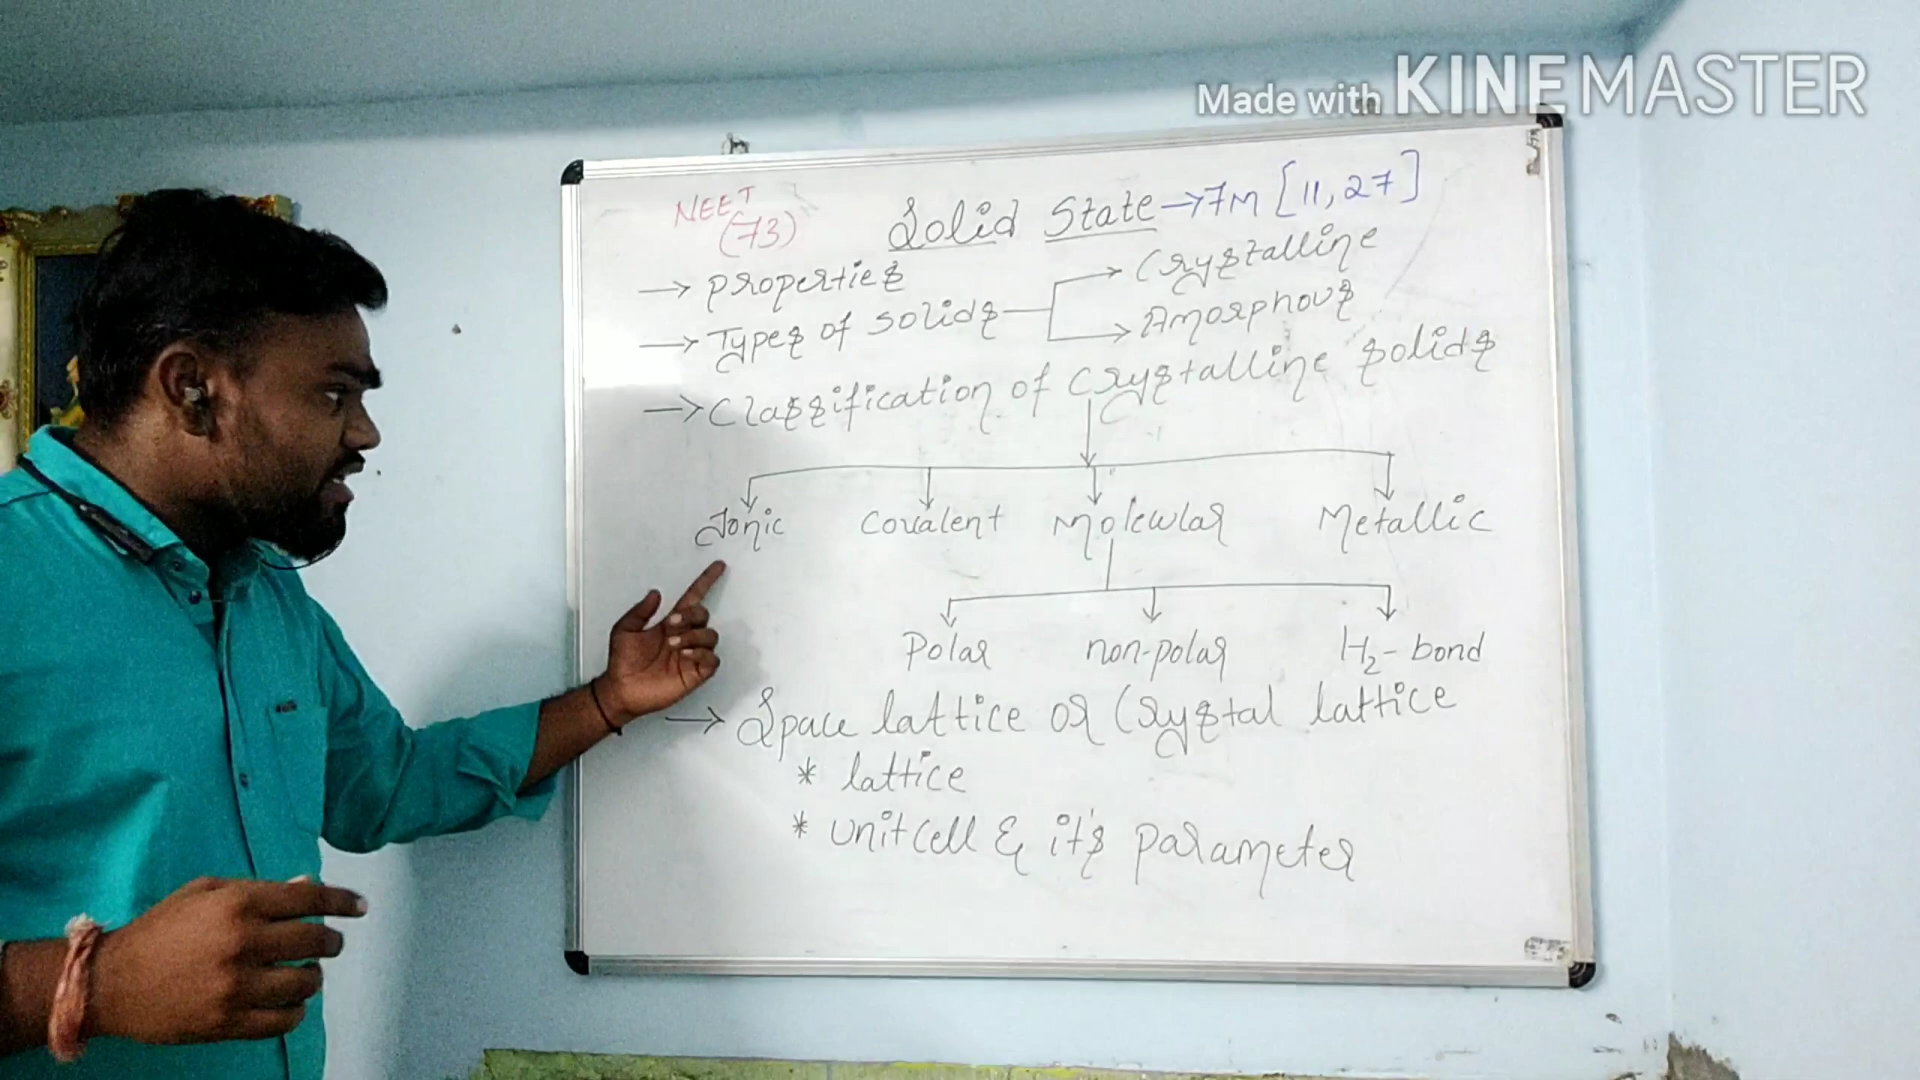 Made with KINEMASTER
NEET
(73)
Solid State → 7M [11, 27]
→ properties
→ Types of solids → Crystalline
→ Amorphous
→ Classification of Crystalline solids
Ionic Covalent Molecular Metallic
Polar non-polar H₂- bond
→ Space lattice or Crystal lattice
* lattice
* unit cell & it's parameter